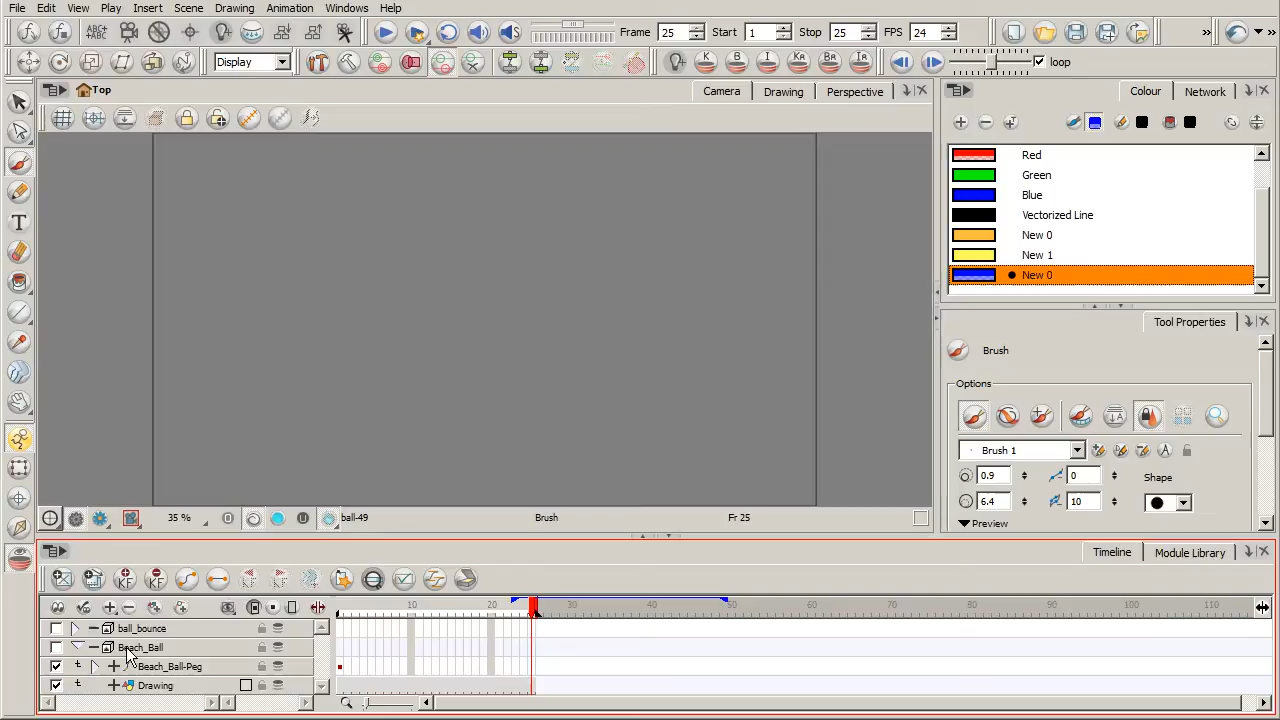 File Edit View Play Insert Scene Drawing Animation Windows Help
Frame 25 Start 1 Stop 25 FPS 24
Display loop
Top Camera Drawing Perspective
Colour Network
Red
Green
Blue
Vectorized Line
New 0
New 1
New 0
Tool Properties
Brush
Options
Brush 1
0.9 0 Shape
6.4 10
Preview
35 % ball-49 Brush Fr 25
Timeline Module Library
10 20 30 40 50 60 70 80 90 100 110
ball_bounce
Beach_Ball
Beach_Ball-Peg
Drawing